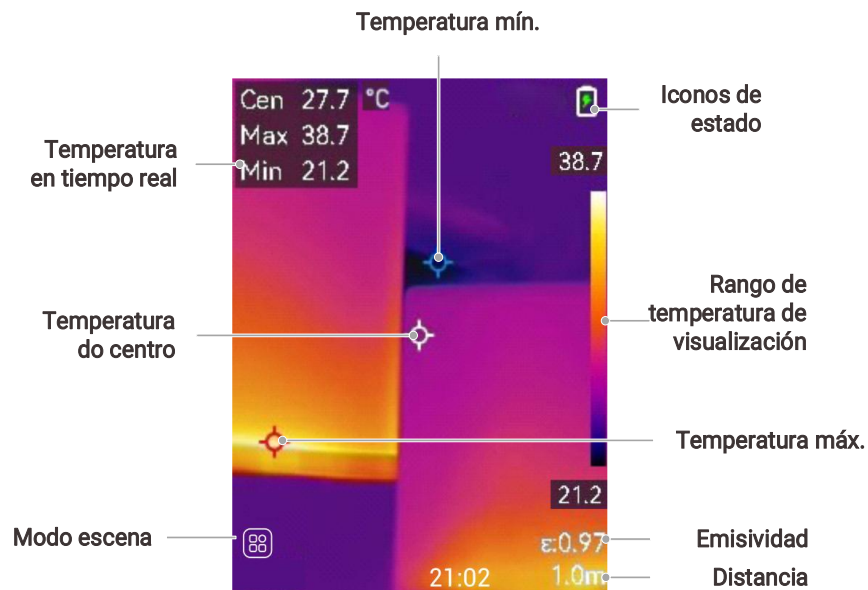 Temperatura mín.
Cen 27.7 °C
Max 38.7
Min 21.2
Iconos de
estado
Temperatura
en tiempo real
38.7
Rango de
temperatura de
visualización
Temperatura
do centro
Temperatura máx.
21.2
Modo escena
ε:0.97
Emisividad
21:02
1.0m
Distancia